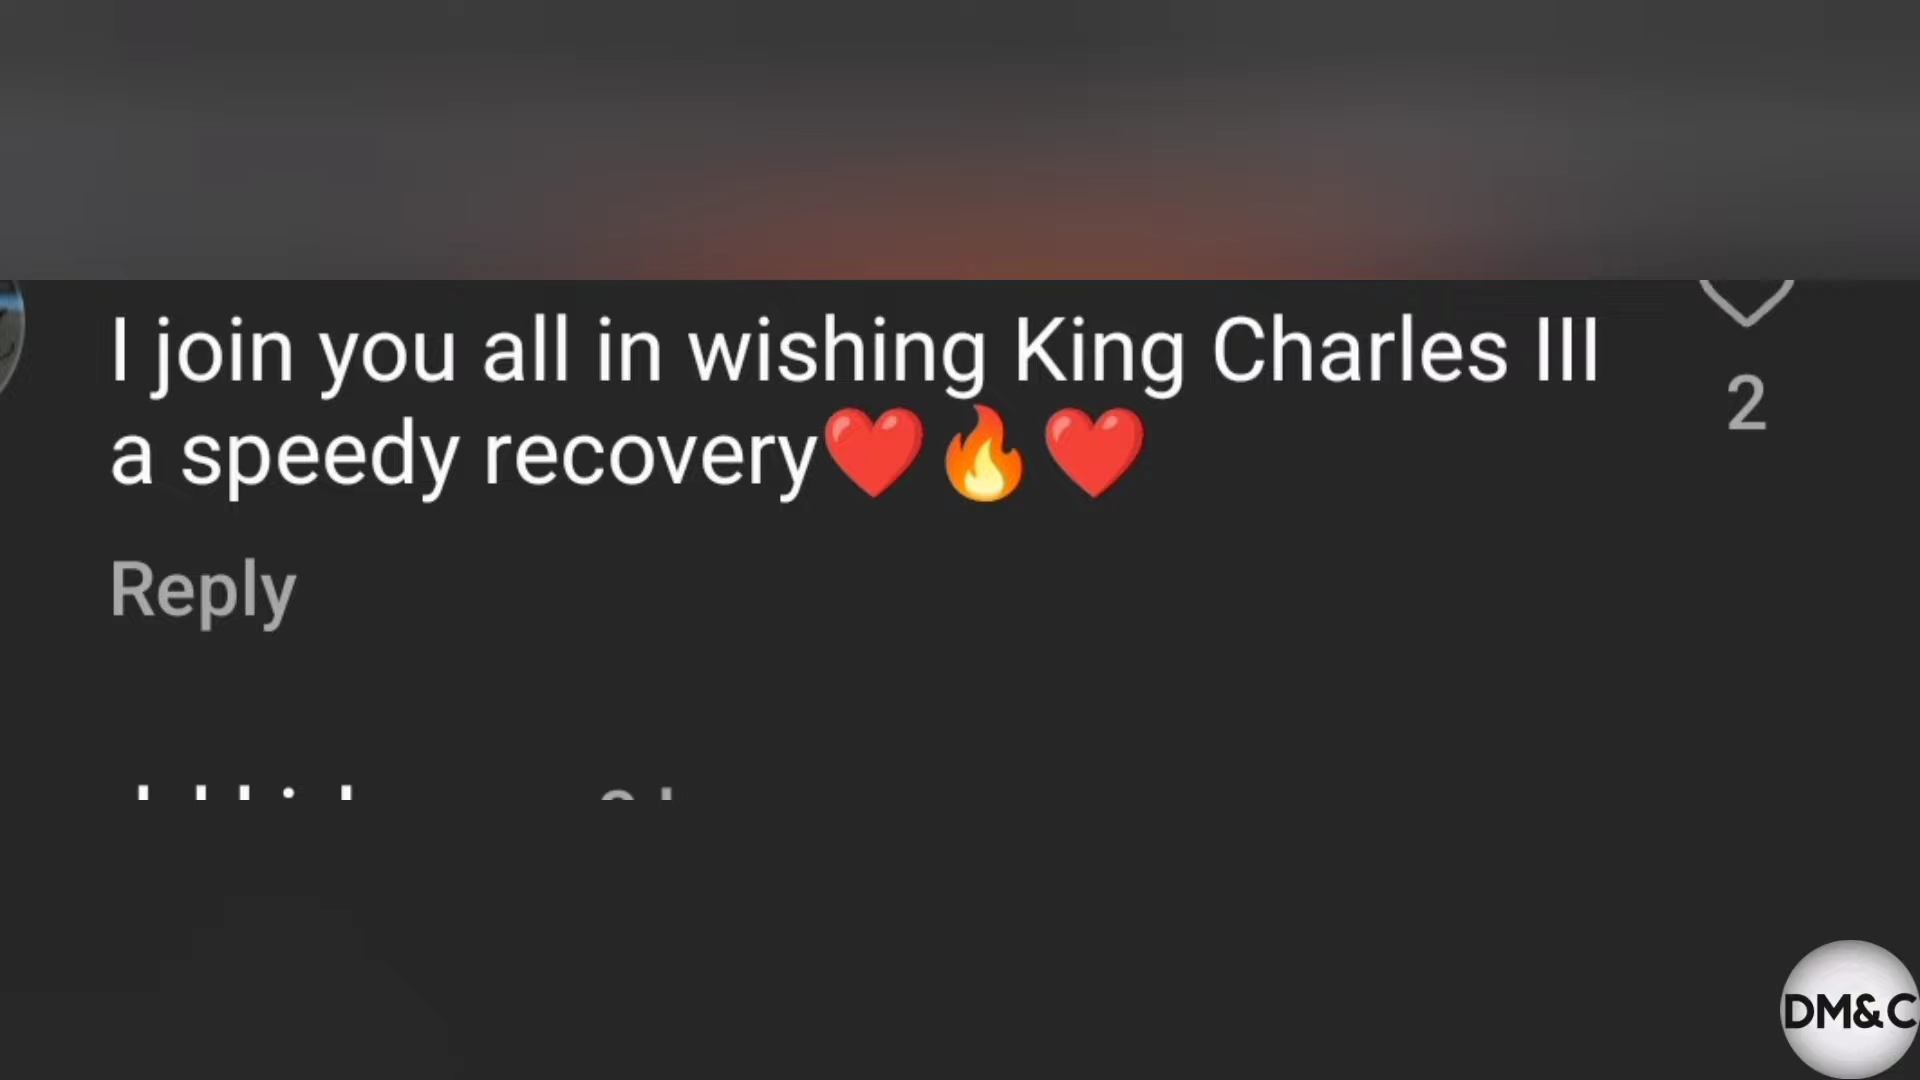 I join you all in wishing King Charles III
a speedy recovery❤️🔥❤️
2
Reply
DM&C